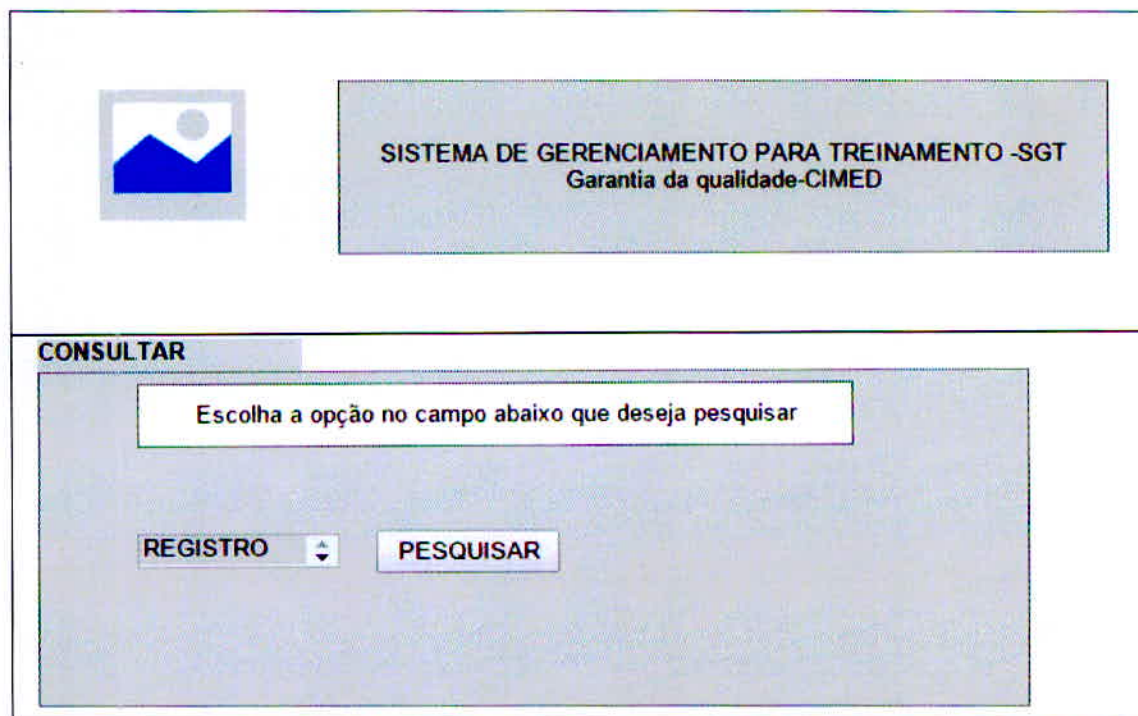 SISTEMA DE GERENCIAMENTO PARA TREINAMENTO -SGT
Garantia da qualidade-CIMED
CONSULTAR
Escolha a opção no campo abaixo que deseja pesquisar
REGISTRO
PESQUISAR